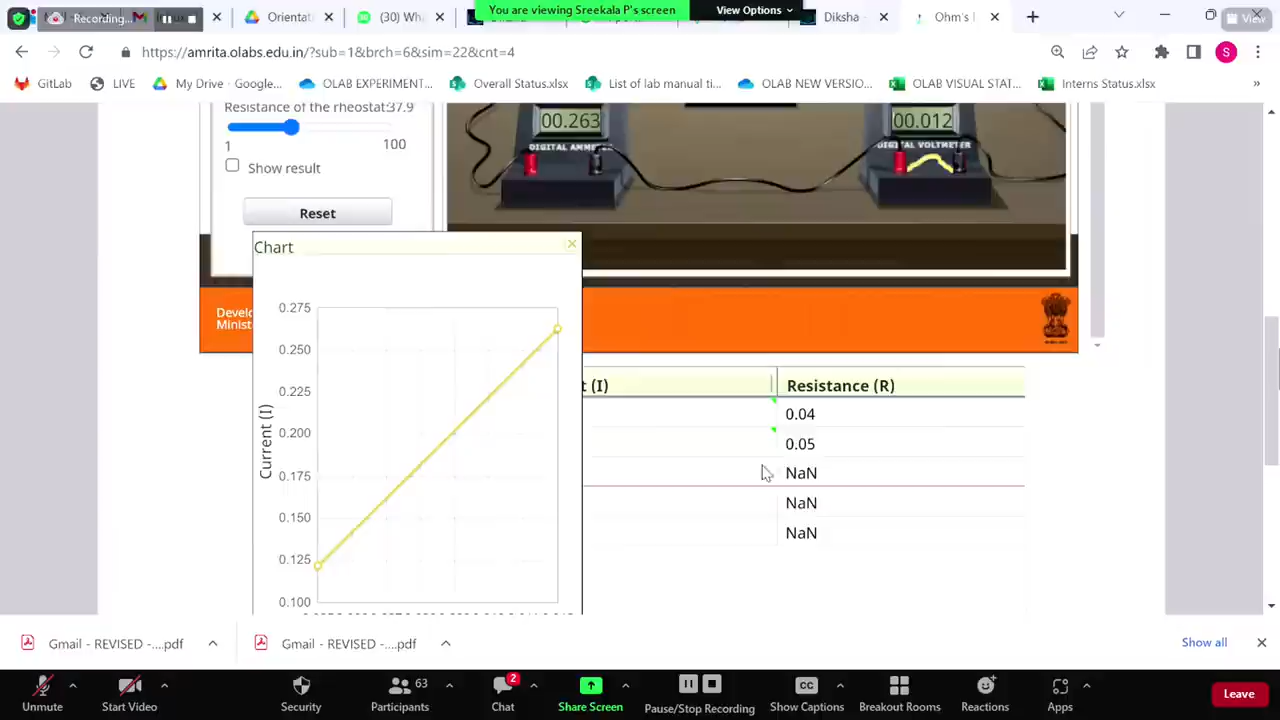 Recording...
Orientat
(30) Wh
You are viewing Sreekala P's screen
View Options
Diksha -
Ohm's l
View
https://amrita.olabs.edu.in/?sub=1&brch=6&sim=22&cnt=4
S
GitLab
LIVE
My Drive - Google...
OLAB EXPERIMENT...
Overall Status.xlsx
List of lab manual ti...
OLAB NEW VERSIO...
OLAB VISUAL STAT...
Interns Status.xlsx
»
Resistance of the rheostat:37.9
1
100
Show result
Reset
00.263
DIGITAL AMMETE
00.012
DIGITAL VOLTMETER
Chart
Develo
Minist
0.275
0.250
0.225
0.200
0.175
0.150
0.125
0.100
Current (I)
t (I)
Resistance (R)
0.04
0.05
NaN
NaN
NaN
Gmail - REVISED -....pdf
Gmail - REVISED -....pdf
Show all
Unmute
Start Video
Security
63
Participants
2
Chat
Share Screen
Pause/Stop Recording
CC
Show Captions
Breakout Rooms
Reactions
Apps
Leave